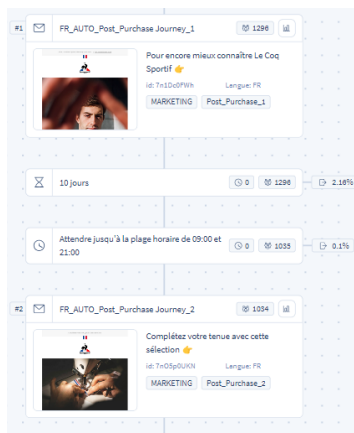 #1 FR_AUTO_Post_Purchase Journey_1 1296
Pour encore mieux connaître Le Coq
Sportif 👉
id: 7n1Dc0FWh Langue: FR
MARKETING Post_Purchase_1
10 jours 0 1296 2.16%
Attendre jusqu'à la plage horaire de 09:00 et
21:00
0 1035 0.1%
#2 FR_AUTO_Post_Purchase Journey_2 1034
Complétez votre tenue avec cette
sélection 👉
id: 7nO5p0UKN Langue: FR
MARKETING Post_Purchase_2